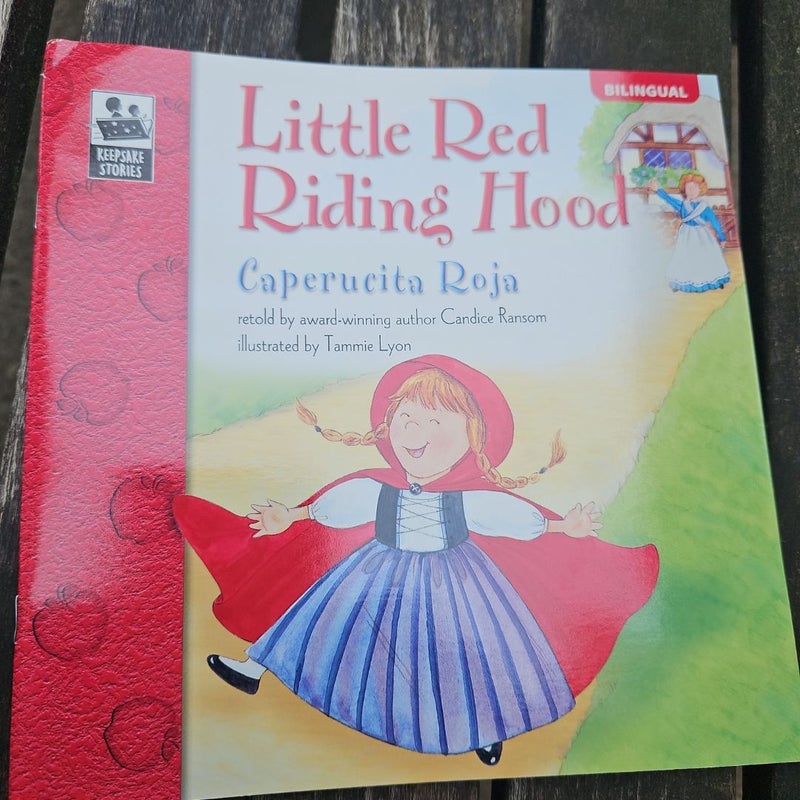 BILINGUAL
KEEPSAKE
STORIES
Little Red
Riding Hood
Caperucita Roja
retold by award-winning author Candice Ransom
illustrated by Tammie Lyon